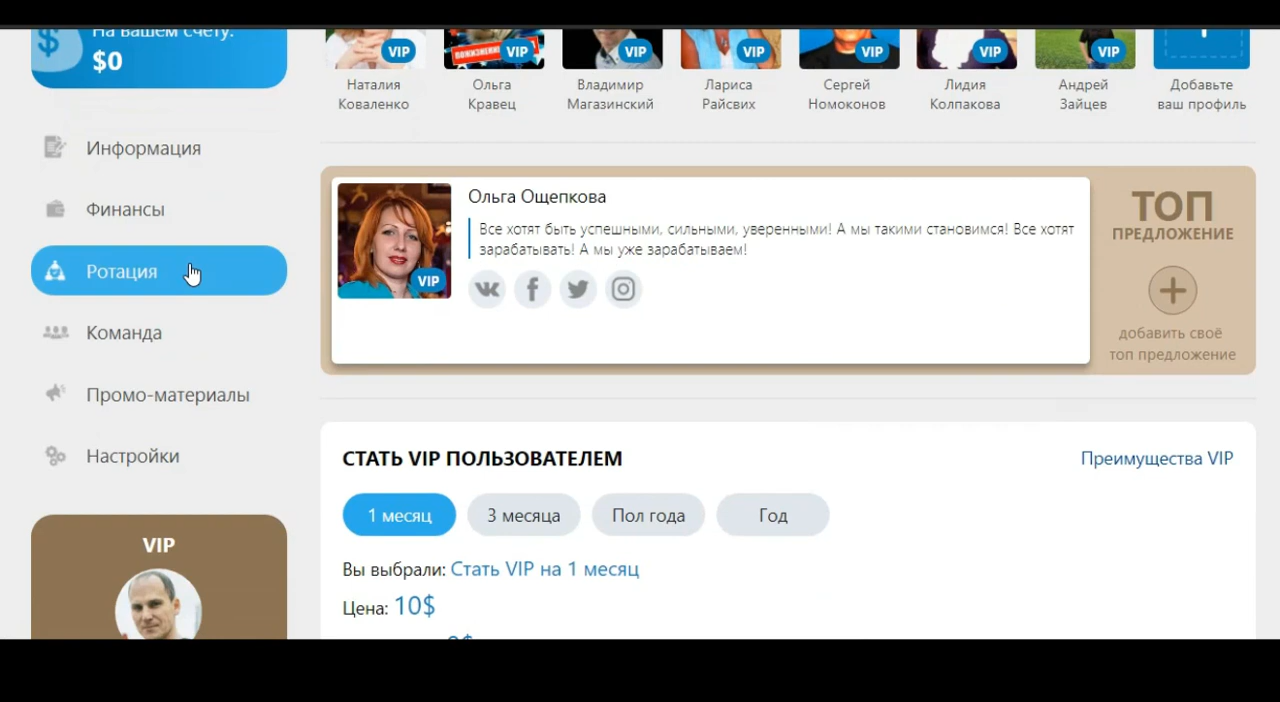 На вашем счету:
$0
Информация
Финансы
Ротация
Команда
Промо-материалы
Настройки
VIP
VIP
VIP
VIP
VIP
VIP
VIP
VIP
Наталия
Коваленко
Ольга
Кравец
Владимир
Магазинский
Лариса
Райсвих
Сергей
Номоконов
Лидия
Колпакова
Андрей
Зайцев
Добавьте
ваш профиль
VIP
Ольга Ощепкова
Все хотят быть успешными, сильными, уверенными! А мы такими становимся! Все хотят
зарабатывать! А мы уже зарабатываем!
ТОП
ПРЕДЛОЖЕНИЕ
добавить своё
топ предложение
СТАТЬ VIP ПОЛЬЗОВАТЕЛЕМ
Преимущества VIP
1 месяц
3 месяца
Пол года
Год
Вы выбрали: Стать VIP на 1 месяц
Цена: 10$